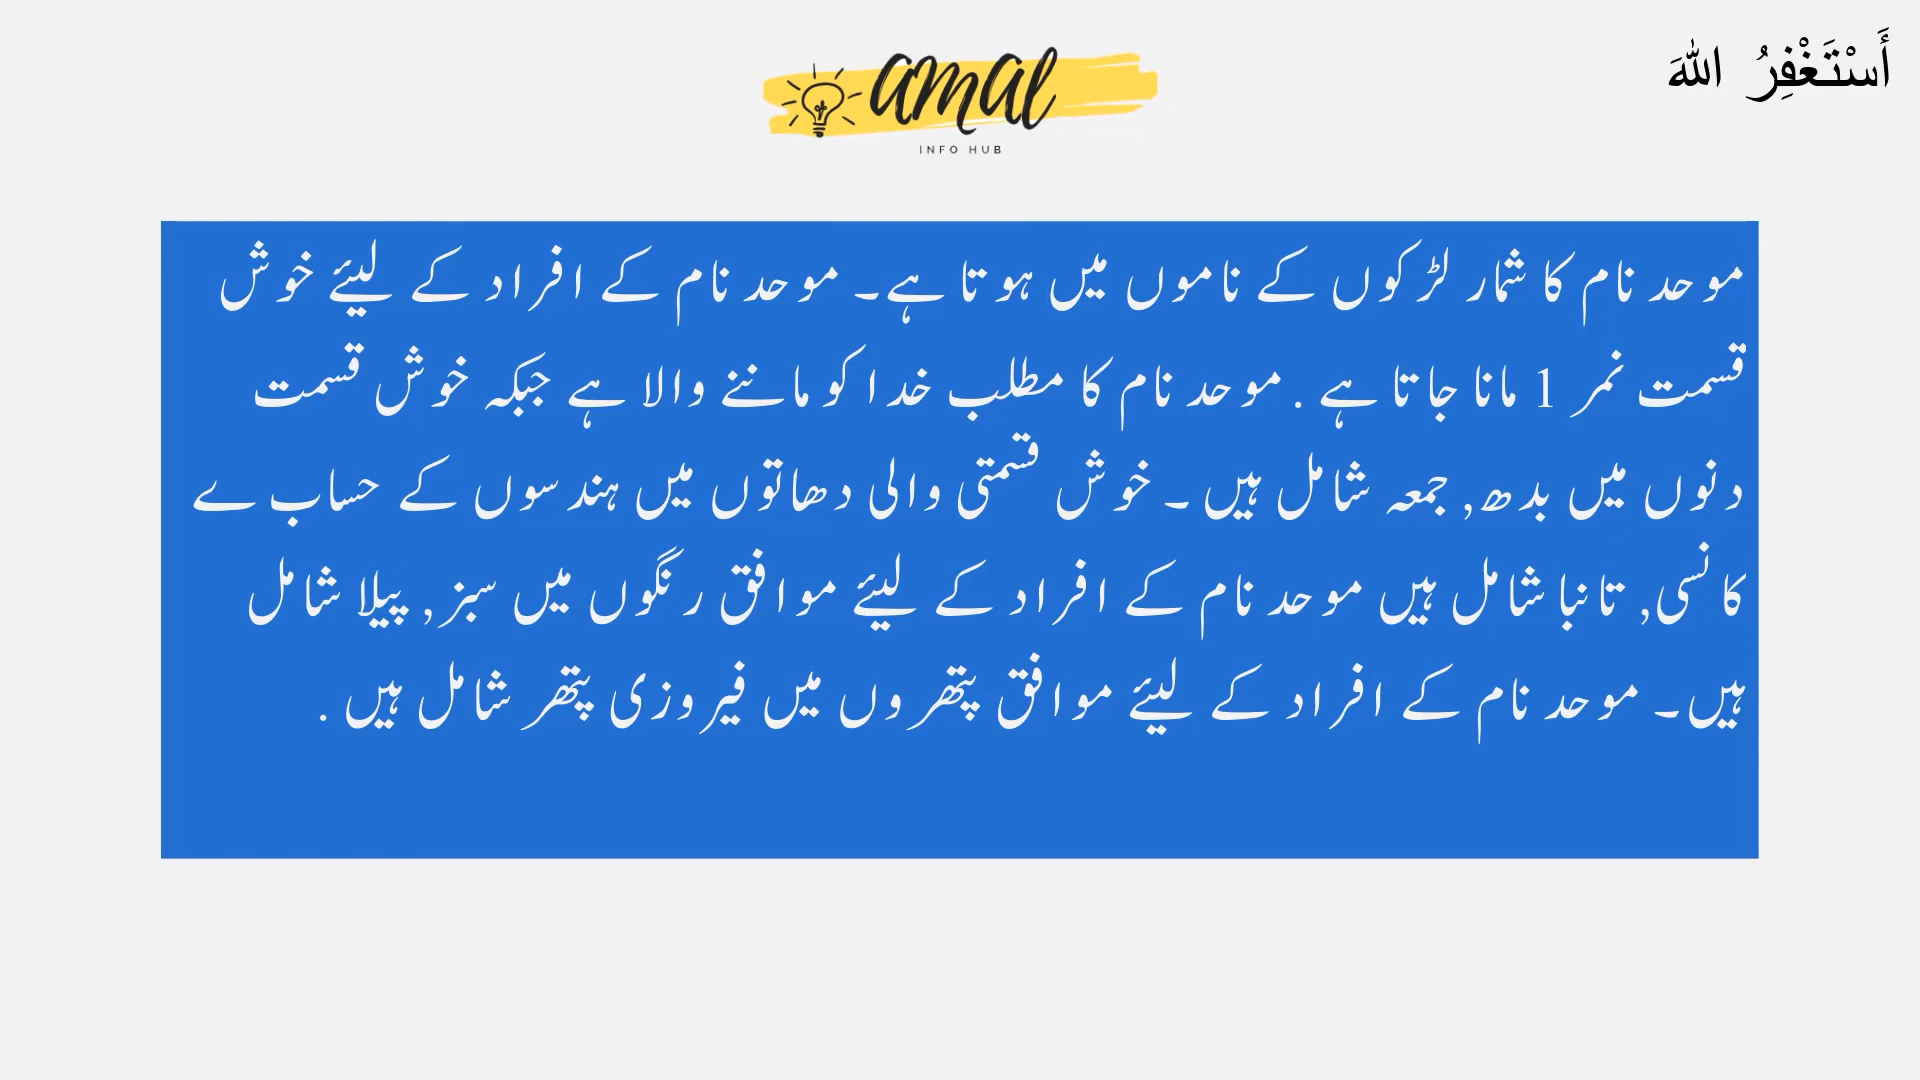 أَسْتَغْفِرُ اللهَ
amal
INFO HUB
موحد نام کا شمار لڑکوں کے ناموں میں ہوتا ہے۔ موحد نام کے افراد کے لیئے خوش
قسمت نمر 1 مانا جاتا ہے . موحد نام کا مطلب خدا کو ماننے والا ہے جبکہ خوش قسمت
دنوں میں بدھ, جمعہ شامل ہیں ۔ خوش قسمتی والی دھاتوں میں ہندسوں کے حساب ے
کانسی, تانبا شامل ہیں موحد نام کے افراد کے لیئے موافق رنگوں میں سبز, پیلا شامل
ہیں۔ موحد نام کے افراد کے لیئے موافق پتھروں میں فیروزی پتھر شامل ہیں .